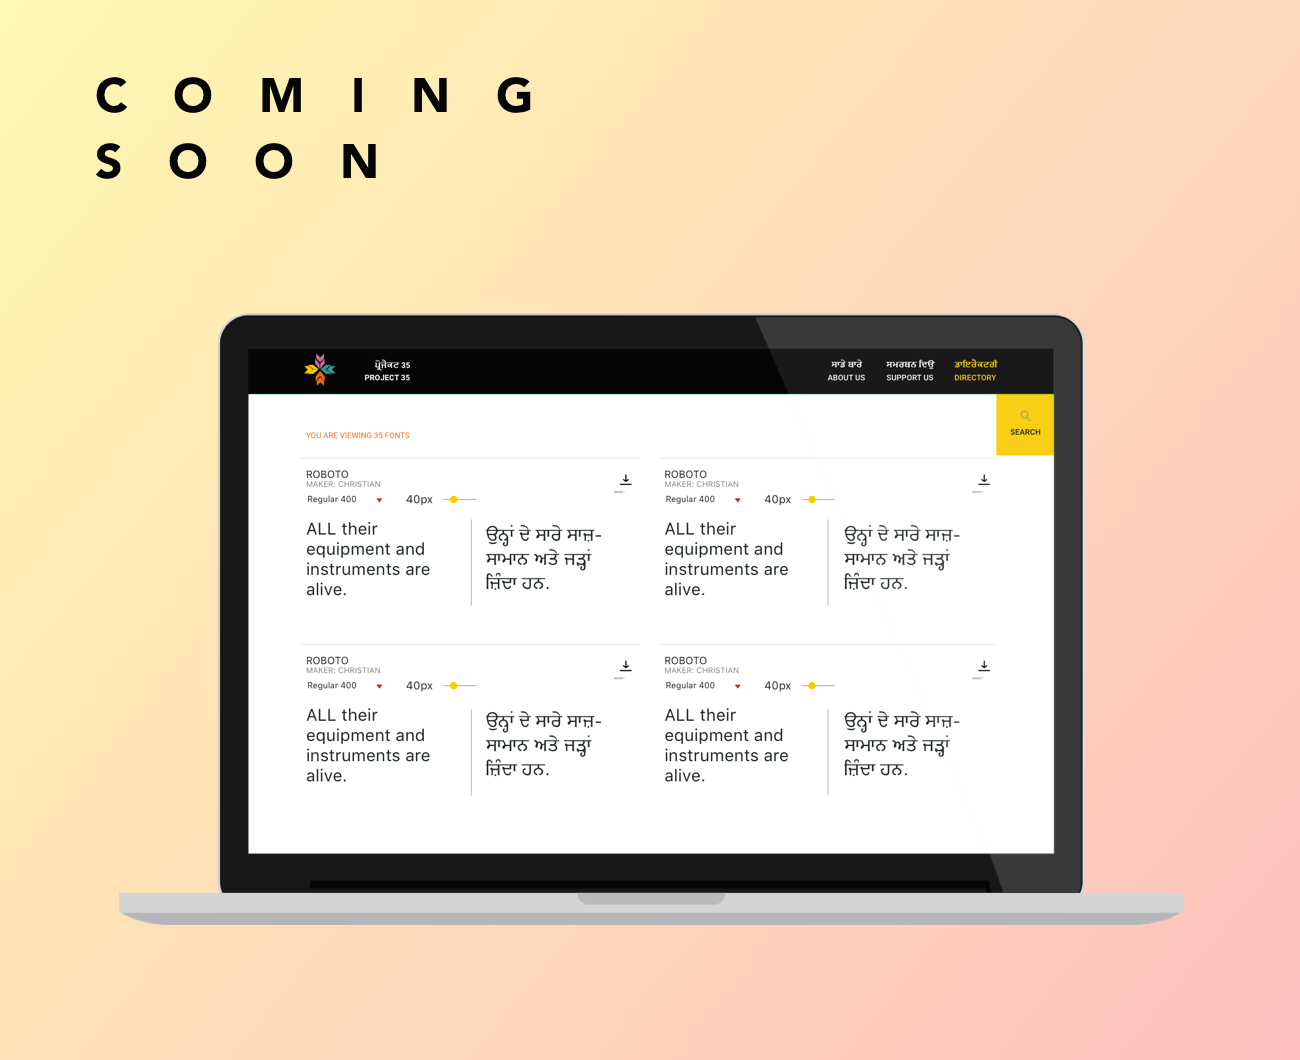 COMING
SOON
ਪ੍ਰੋਜੈਕਟ 35
PROJECT 35
ਸਾਡੇ ਬਾਰੇ
ABOUT US
ਸਮਰਥਨ ਦਿਉ
SUPPORT US
ਡਾਇਰੈਕਟਰੀ
DIRECTORY
SEARCH
YOU ARE VIEWING 35 FONTS
ROBOTO
MAKER: CHRISTIAN
Regular 400 40px
ALL their
equipment and
instruments are
alive.
ਉਨ੍ਹਾਂ ਦੇ ਸਾਰੇ ਸਾਜ਼-
ਸਾਮਾਨ ਅਤੇ ਜੜ੍ਹਾਂ
ਜ਼ਿੰਦਾ ਹਨ.
ROBOTO
MAKER: CHRISTIAN
Regular 400 40px
ALL their
equipment and
instruments are
alive.
ਉਨ੍ਹਾਂ ਦੇ ਸਾਰੇ ਸਾਜ਼-
ਸਾਮਾਨ ਅਤੇ ਜੜ੍ਹਾਂ
ਜ਼ਿੰਦਾ ਹਨ.
ROBOTO
MAKER: CHRISTIAN
Regular 400 40px
ALL their
equipment and
instruments are
alive.
ਉਨ੍ਹਾਂ ਦੇ ਸਾਰੇ ਸਾਜ਼-
ਸਾਮਾਨ ਅਤੇ ਜੜ੍ਹਾਂ
ਜ਼ਿੰਦਾ ਹਨ.
ROBOTO
MAKER: CHRISTIAN
Regular 400 40px
ALL their
equipment and
instruments are
alive.
ਉਨ੍ਹਾਂ ਦੇ ਸਾਰੇ ਸਾਜ਼-
ਸਾਮਾਨ ਅਤੇ ਜੜ੍ਹਾਂ
ਜ਼ਿੰਦਾ ਹਨ.